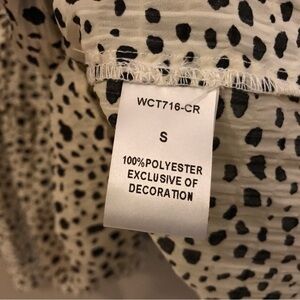 WCT716-CR
S
100%POLYESTER
EXCLUSIVE OF
DECORATION